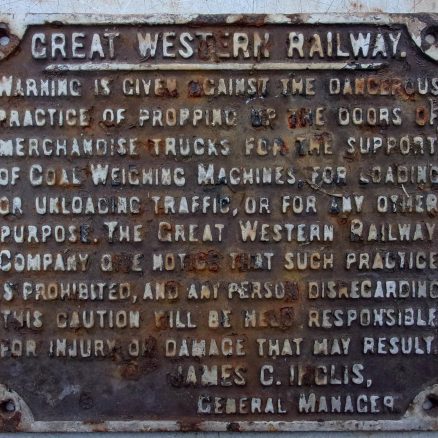 GREAT WESTERN RAILWAY.
WARNING IS GIVEN AGAINST THE DANGEROUS
PRACTICE OF PROPPING UP THE DOORS OF
MERCHANDISE TRUCKS FOR THE SUPPORT
OF COAL WEIGHING MACHINES, FOR LOADING
OR UNLOADING TRAFFIC, OR FOR ANY OTHER
PURPOSE. THE GREAT WESTERN RAILWAY
COMPANY GIVE NOTICE THAT SUCH PRACTICE
IS PROHIBITED, AND ANY PERSON DISREGARDING
THIS CAUTION WILL BE HELD RESPONSIBLE
FOR INJURY OR DAMAGE THAT MAY RESULT.
JAMES C. INGLIS,
GENERAL MANAGER.